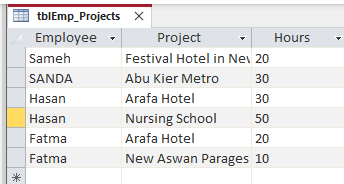 tblEmp_Projects
Employee Project Hours
Sameh Festival Hotel in Nev 20
SANDA Abu Kier Metro 30
Hasan Arafa Hotel 30
Hasan Nursing School 50
Fatma Arafa Hotel 20
Fatma New Aswan Parages 10